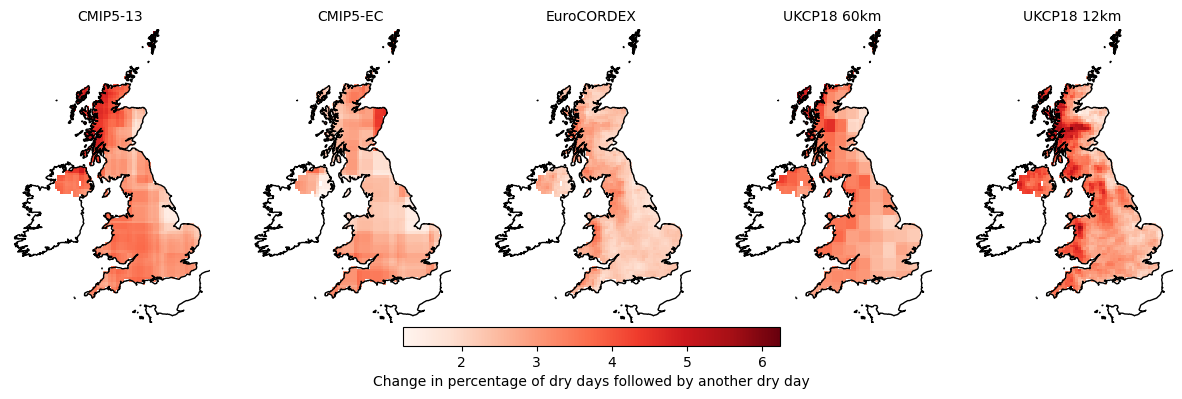 CMIP5-13
CMIP5-EC
EuroCORDEX
UKCP18 60km
UKCP18 12km
2
3
4
5
6
Change in percentage of dry days followed by another dry day